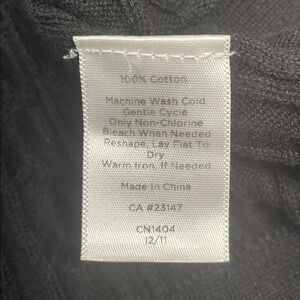 100% Cotton
Machine Wash Cold
Gentle Cycle
Only Non-Chlorine
Bleach When Needed
Reshape, Lay Flat To
Dry
Warm Iron, If Needed
Made In China
CA #23147
CN1404
12/11